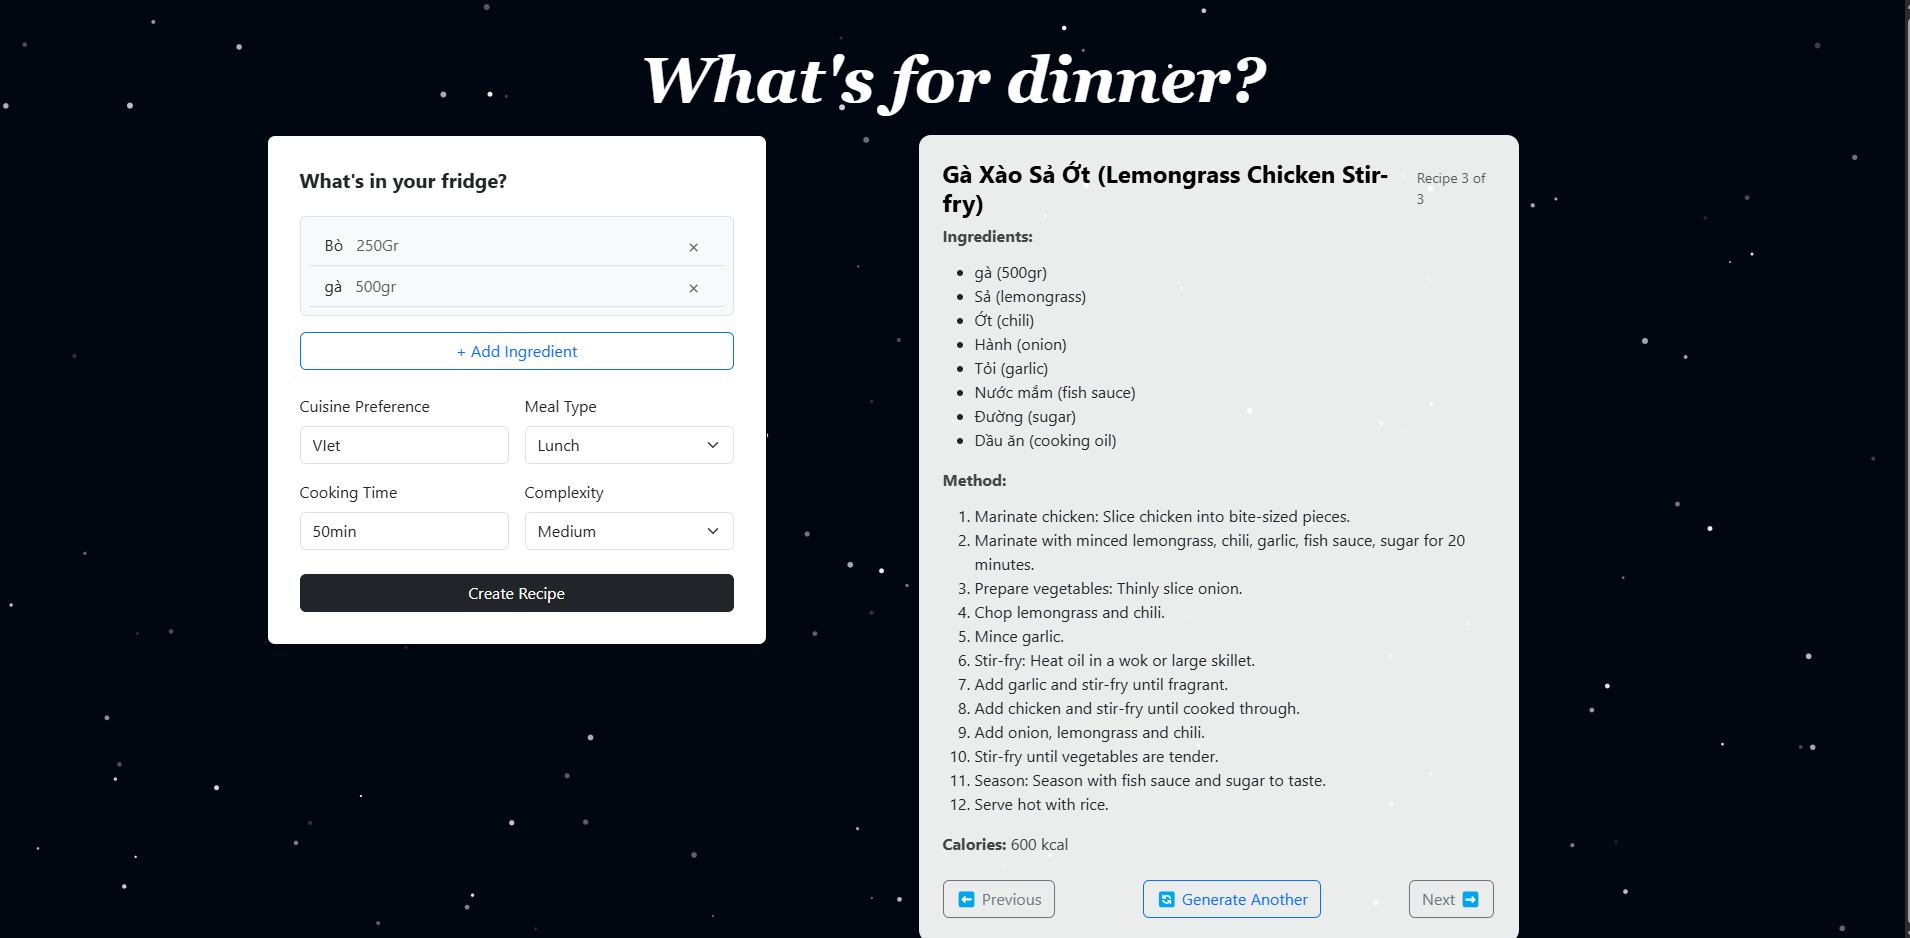 What's for dinner?
What's in your fridge?
Bò 250Gr ×
gà 500gr ×
+ Add Ingredient
Cuisine Preference
Meal Type
VIet
Lunch
Cooking Time
Complexity
50min
Medium
Create Recipe
Gà Xào Sả Ớt (Lemongrass Chicken Stir-
fry)
Recipe 3 of
3
Ingredients:
gà (500gr)
Sả (lemongrass)
Ớt (chili)
Hành (onion)
Tỏi (garlic)
Nước mắm (fish sauce)
Đường (sugar)
Dầu ăn (cooking oil)
Method:
1. Marinate chicken: Slice chicken into bite-sized pieces.
2. Marinate with minced lemongrass, chili, garlic, fish sauce, sugar for 20
minutes.
3. Prepare vegetables: Thinly slice onion.
4. Chop lemongrass and chili.
5. Mince garlic.
6. Stir-fry: Heat oil in a wok or large skillet.
7. Add garlic and stir-fry until fragrant.
8. Add chicken and stir-fry until cooked through.
9. Add onion, lemongrass and chili.
10. Stir-fry until vegetables are tender.
11. Season: Season with fish sauce and sugar to taste.
12. Serve hot with rice.
Calories: 600 kcal
Previous
Generate Another
Next